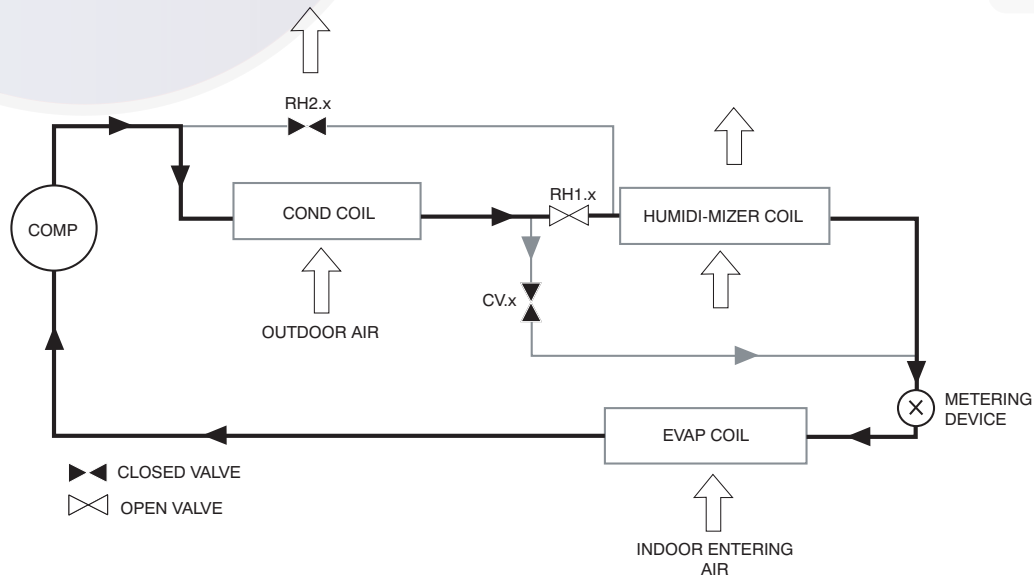 RH2.x
RH1.x
COMP
COND COIL
HUMIDI-MIZER COIL
CV.x
OUTDOOR AIR
METERING
DEVICE
EVAP COIL
CLOSED VALVE
OPEN VALVE
INDOOR ENTERING
AIR